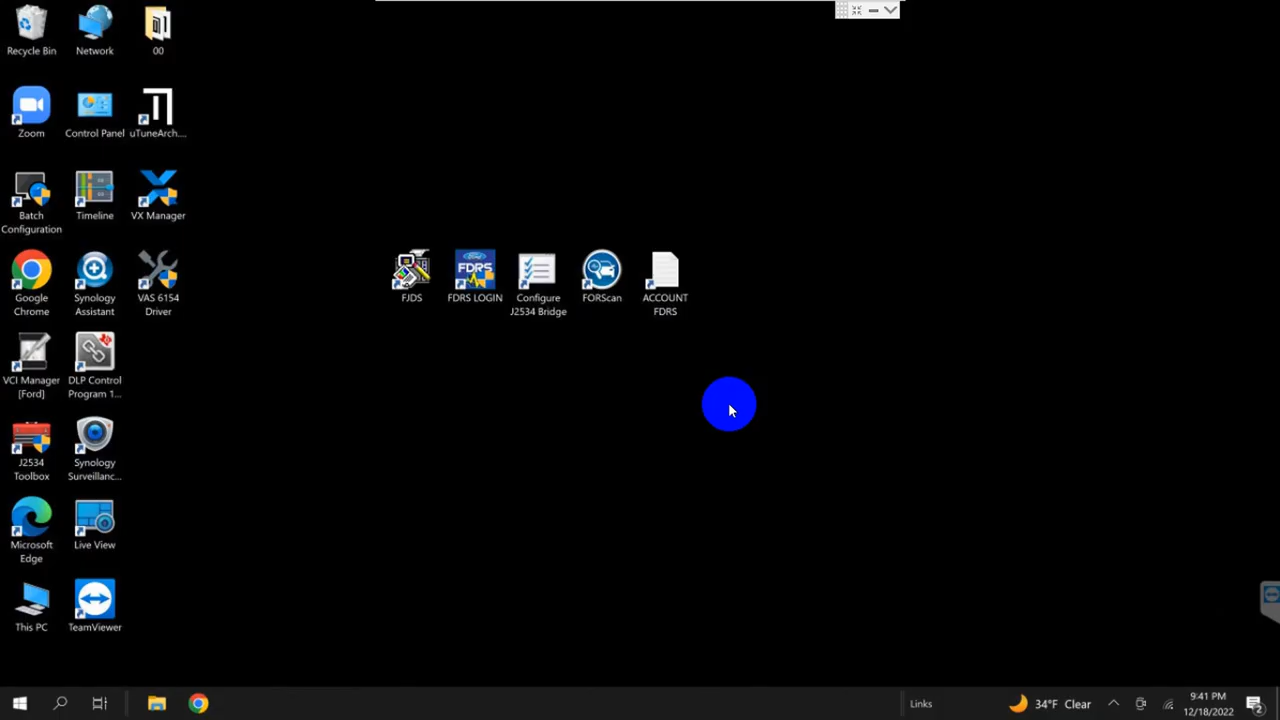 Recycle Bin
Network
00
Zoom
Control Panel
uTuneArch....
Batch
Configuration
Timeline
VX Manager
Google
Chrome
Synology
Assistant
VAS 6154
Driver
VCI Manager
[Ford]
DLP Control
Program 1...
J2534
Toolbox
Synology
Surveillanc...
Microsoft
Edge
Live View
This PC
TeamViewer
FJDS
Ford
FDRS
FDRS LOGIN
Configure
J2534 Bridge
FORScan
ACCOUNT
FDRS
Links
34°F Clear
9:41 PM
12/18/2022
2